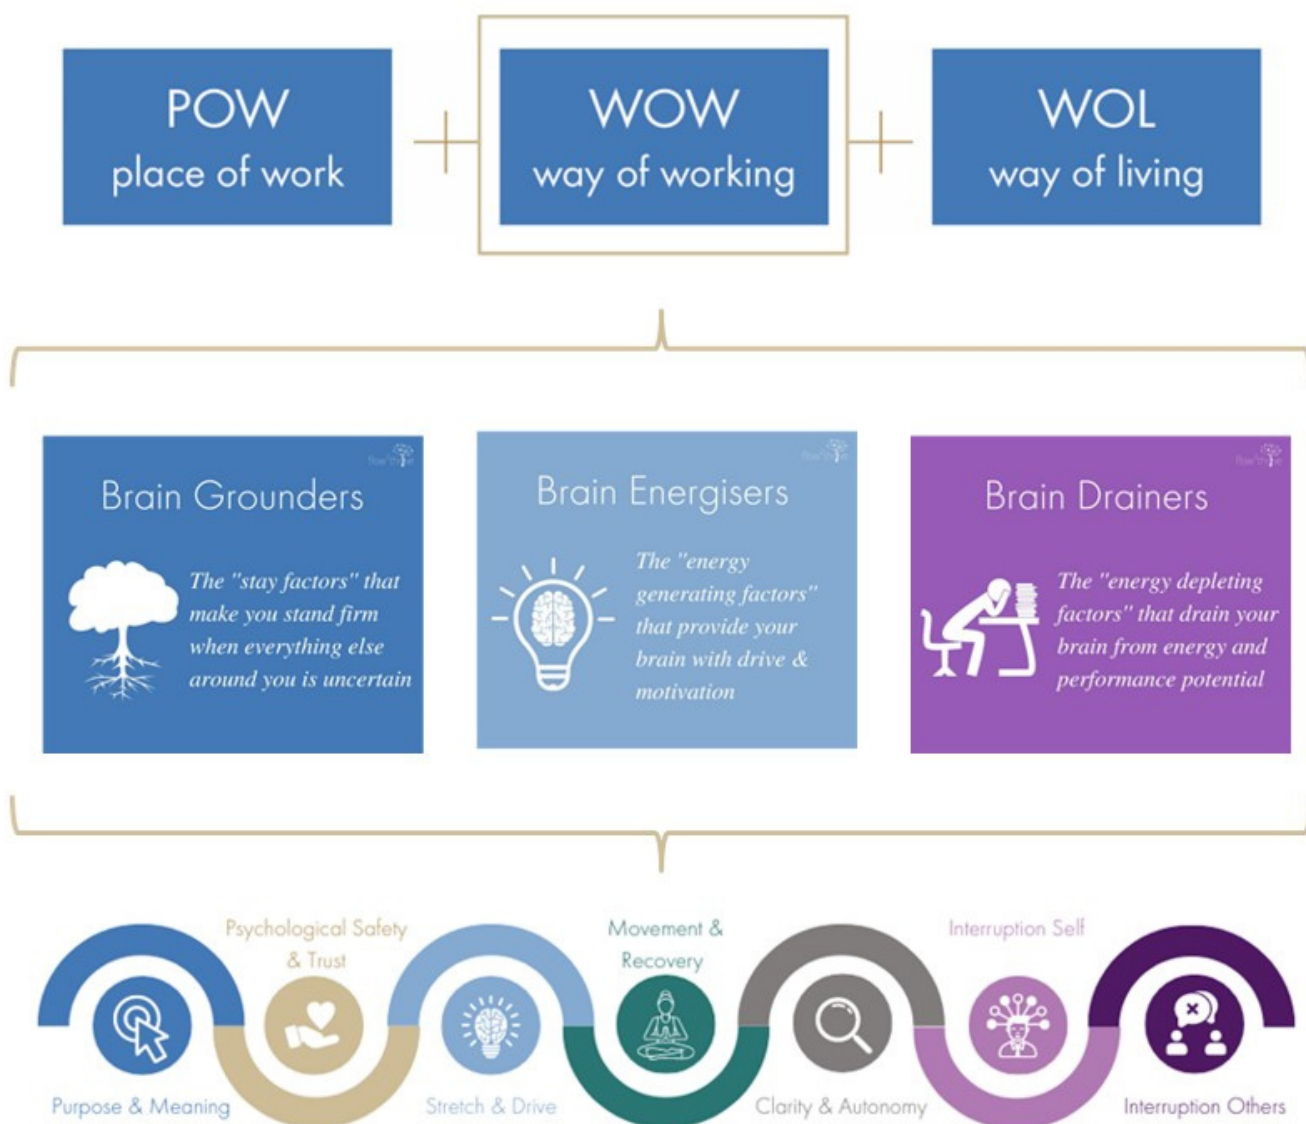 POW
place of work
WOW
way of working
WOL
way of living
Brain Grounders
The "stay factors" that
make you stand firm
when everything else
around you is uncertain
Brain Energisers
The "energy
generating factors"
that provide your
brain with drive &
motivation
Brain Drainers
The "energy depleting
factors" that drain your
brain from energy and
performance potential
Purpose & Meaning
Psychological Safety
& Trust
Stretch & Drive
Movement &
Recovery
Clarity & Autonomy
Interruption Self
Interruption Others